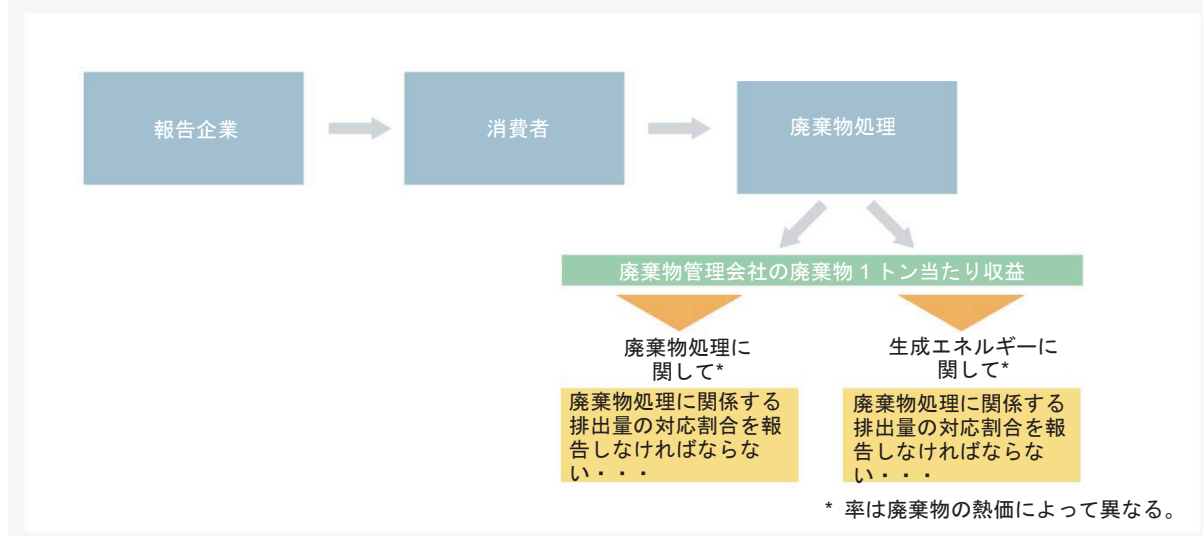 報告企業
消費者
廃棄物処理
廃棄物管理会社の廃棄物1トン当たり収益
廃棄物処理に
関して*
生成エネルギーに
関して*
廃棄物処理に関係する
排出量の対応割合を報
告しなければならな
い・・・
廃棄物処理に関係する
排出量の対応割合を報
告しなければならな
い・・・
* 率は廃棄物の熱価によって異なる。